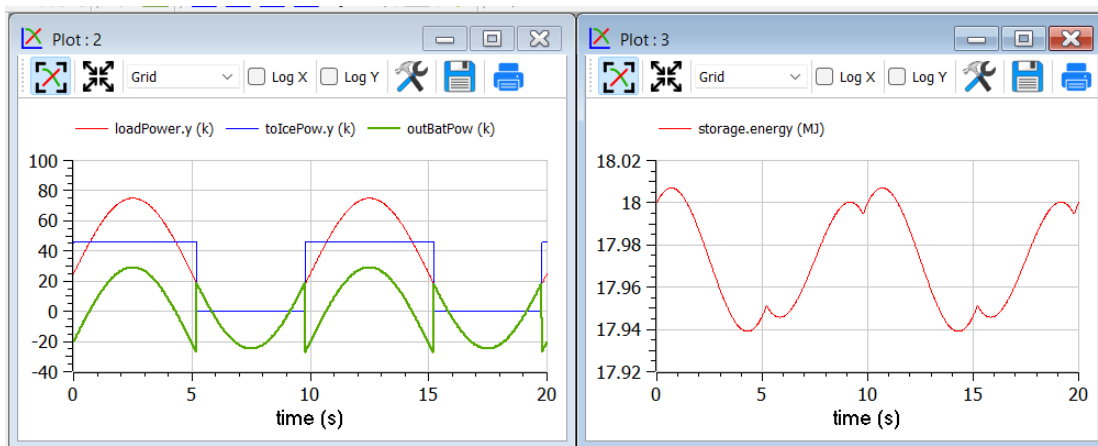 Plot : 2
Grid
Log X
Log Y
loadPower.y (k)
toIcePow.y (k)
outBatPow (k)
100
80
60
40
20
0
-20
-40
0
5
10
15
20
time (s)
Plot : 3
Grid
Log X
Log Y
storage.energy (MJ)
18.02
18
17.98
17.96
17.94
17.92
0
5
10
15
20
time (s)